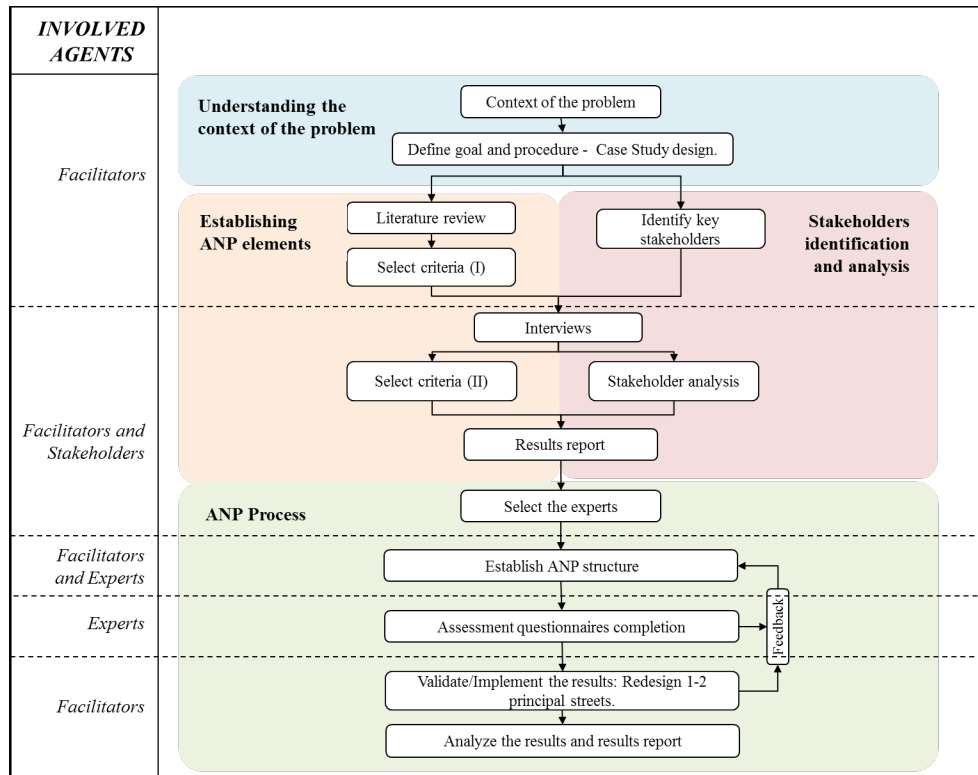 INVOLVED
AGENTS
Understanding the
context of the problem
Context of the problem
Define goal and procedure - Case Study design.
Facilitators
Establishing
ANP elements
Literature review
Select criteria (I)
Identify key
stakeholders
Stakeholders
identification
and analysis
Interviews
Select criteria (II)
Stakeholder analysis
Facilitators and
Stakeholders
Results report
ANP Process
Select the experts
Facilitators
and Experts
Establish ANP structure
Experts
Assessment questionnaires completion
Feedback
Facilitators
Validate/Implement the results: Redesign 1-2
principal streets.
Analyze the results and results report